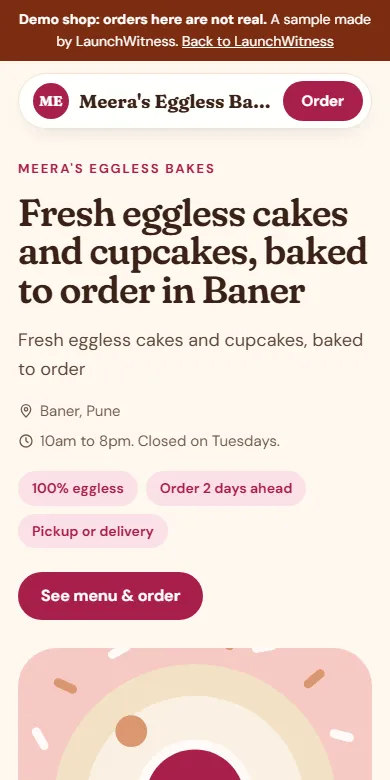 Demo shop: orders here are not real. A sample made
by LaunchWitness. Back to LaunchWitness
ME
Meera's Eggless Ba...
Order
MEERA'S EGGLESS BAKES
Fresh eggless cakes
and cupcakes, baked
to order in Baner
Fresh eggless cakes and cupcakes, baked
to order
Baner, Pune
10am to 8pm. Closed on Tuesdays.
100% eggless
Order 2 days ahead
Pickup or delivery
See menu & order